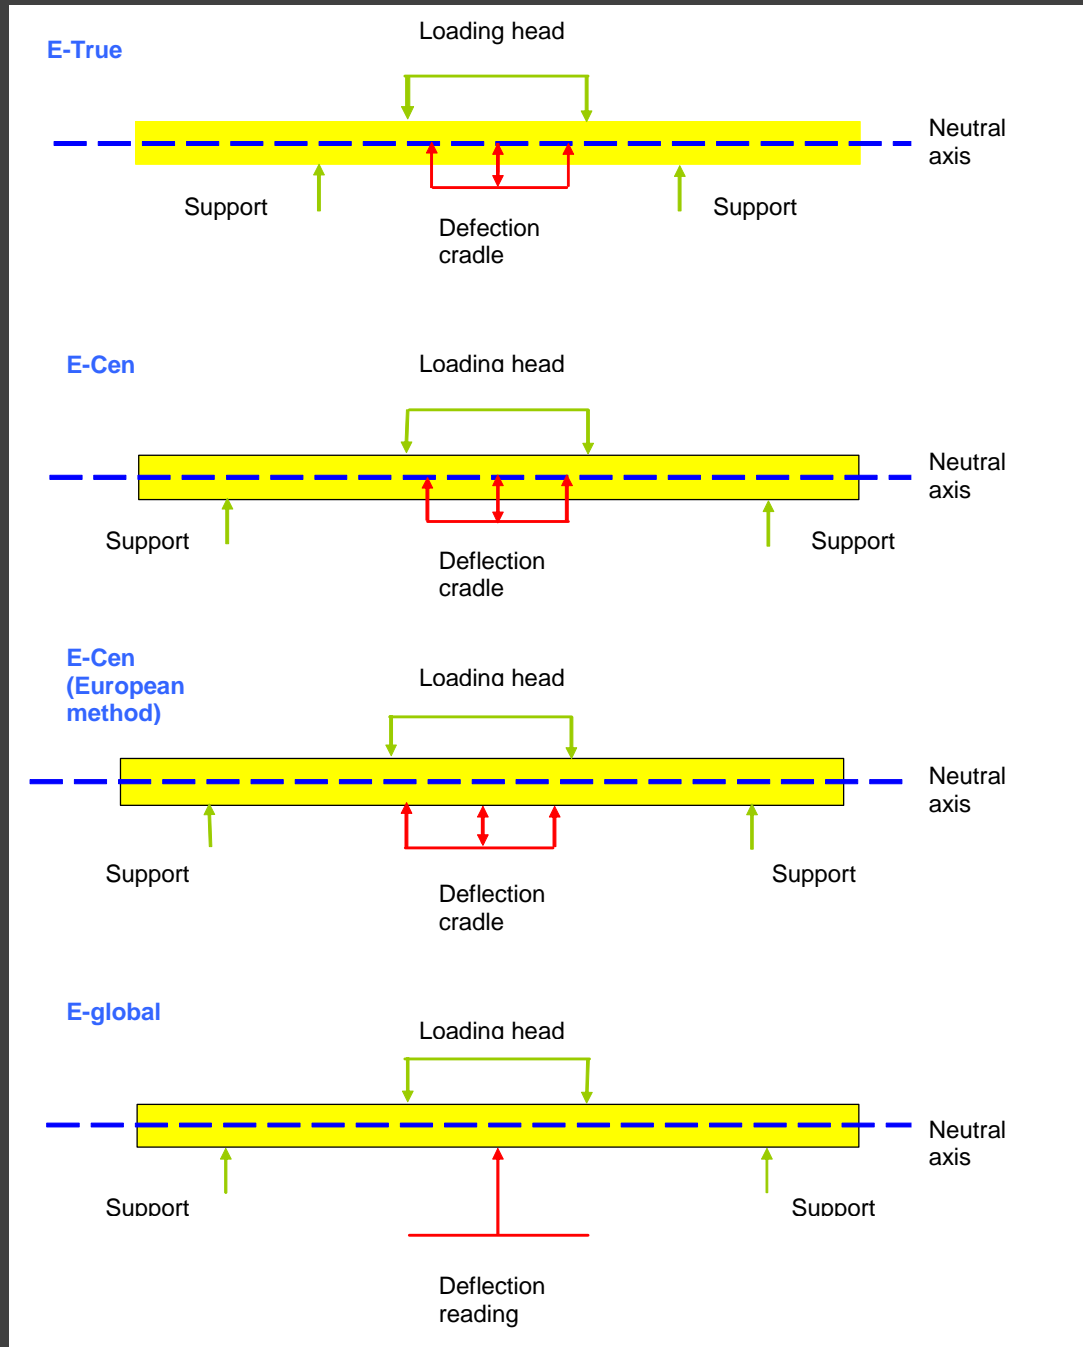 E-True
Loading head
Neutral
axis
Support
Support
Defection
cradle
E-Cen
Loading head
Neutral
axis
Support
Support
Deflection
cradle
E-Cen
(European
method)
Loading head
Neutral
axis
Support
Support
Deflection
cradle
E-global
Loading head
Neutral
axis
Support
Support
Deflection
reading